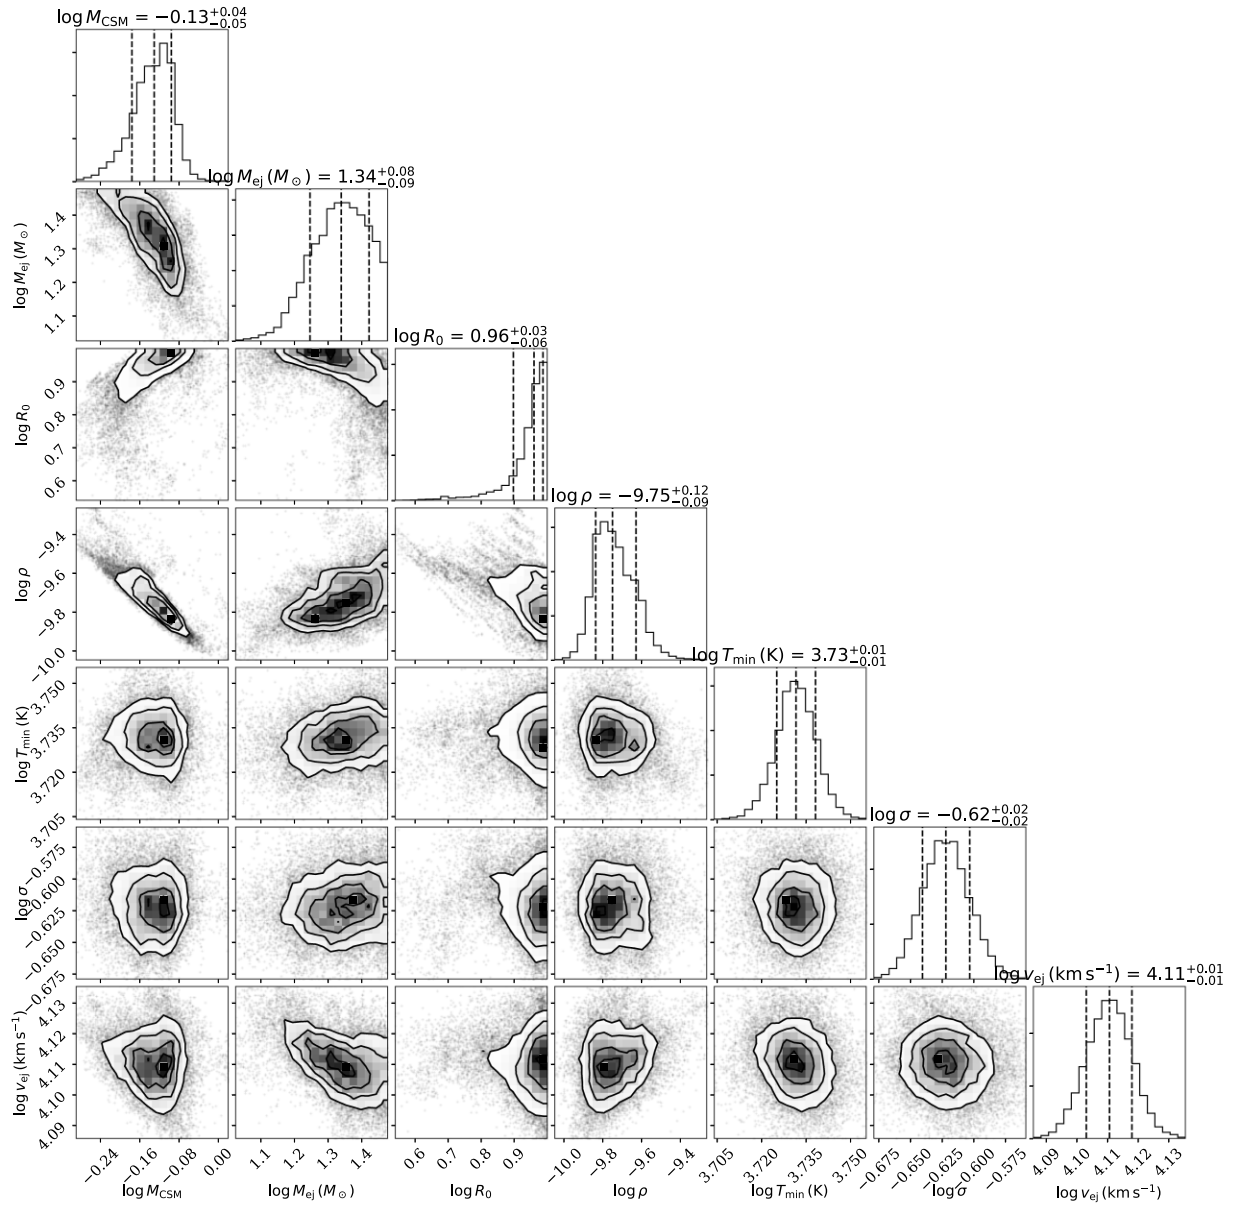 log M_CSM = −0.13 +0.04 −0.05
log M_ej (M_⊙) = 1.34 +0.08 −0.09
log R_0 = 0.96 +0.03 −0.06
log ρ = −9.75 +0.12 −0.09
log T_min (K) = 3.73 +0.01 −0.01
log σ = −0.62 +0.02 −0.02
log v_ej (km s⁻¹) = 4.11 +0.01 −0.01
log M_ej (M_⊙)
1.4
1.3
1.2
1.1
log R_0
0.9
0.8
0.7
0.6
log ρ
−9.4
−9.6
−9.8
−10.0
log T_min (K)
3.750
3.735
3.720
3.705
log σ
−0.575
−0.600
−0.625
−0.650
−0.675
log v_ej (km s⁻¹)
4.13
4.12
4.11
4.10
4.09
−0.24 −0.16 −0.08 0.00
log M_CSM
1.1 1.2 1.3 1.4
log M_ej (M_⊙)
0.6 0.7 0.8 0.9
log R_0
−10.0 −9.8 −9.6 −9.4
log ρ
3.705 3.720 3.735 3.750
log T_min (K)
−0.675 −0.650 −0.625 −0.600 −0.575
log σ
4.09 4.10 4.11 4.12 4.13
log v_ej (km s⁻¹)